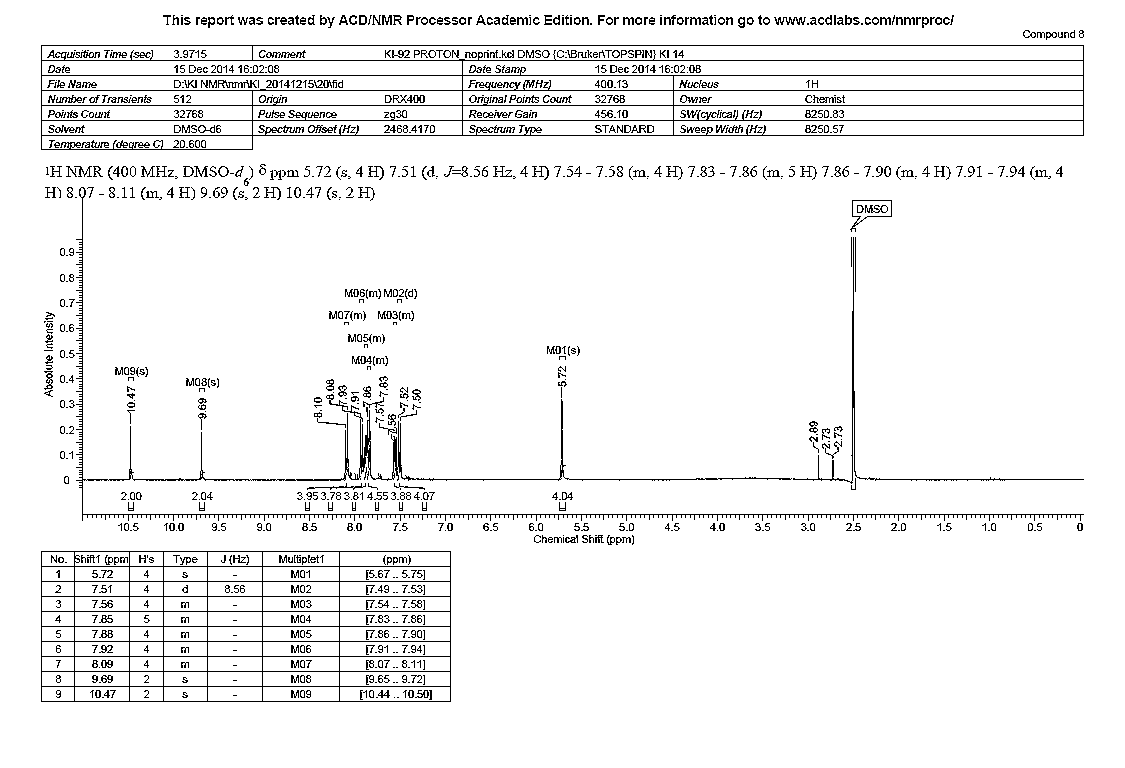 This report was created by ACD/NMR Processor Academic Edition. For more information go to www.acdlabs.com/nmrproc/
Compound 8
Acquisition Time (sec) 3.9715 Comment KI-92 PROTON_noprint.kcl DMSO {C:\Bruker\TOPSPIN} KI 14
Date 15 Dec 2014 16:02:08 Date Stamp 15 Dec 2014 16:02:08
File Name D:\KI NMR\nmr\KI_20141215\20\fid Frequency (MHz) 400.13 Nucleus 1H
Number of Transients 512 Origin DRX400 Original Points Count 32768 Owner Chemist
Points Count 32768 Pulse Sequence zg30 Receiver Gain 456.10 SW(cyclical) (Hz) 8250.83
Solvent DMSO-d6 Spectrum Offset (Hz) 2468.4170 Spectrum Type STANDARD Sweep Width (Hz) 8250.57
Temperature (degree C) 20.600
1H NMR (400 MHz, DMSO-d6) δ ppm 5.72 (s, 4 H) 7.51 (d, J=8.56 Hz, 4 H) 7.54 - 7.58 (m, 4 H) 7.83 - 7.86 (m, 5 H) 7.86 - 7.90 (m, 4 H) 7.91 - 7.94 (m, 4
H) 8.07 - 8.11 (m, 4 H) 9.69 (s, 2 H) 10.47 (s, 2 H)
DMSO
M06(m) M02(d)
M07(m) M03(m)
M05(m)
M01(s)
M04(m)
M09(s)
M08(s)
10.47
9.69
8.10
8.08
7.93
7.91
7.86
7.83
7.57
7.56
7.52
7.50
5.72
2.89
2.73
2.73
Absolute Intensity
0.9
0.8
0.7
0.6
0.5
0.4
0.3
0.2
0.1
0
2.00 2.04 3.95 3.78 3.81 4.55 3.88 4.07 4.04
10.5 10.0 9.5 9.0 8.5 8.0 7.5 7.0 6.5 6.0 5.5 5.0 4.5 4.0 3.5 3.0 2.5 2.0 1.5 1.0 0.5 0
Chemical Shift (ppm)
No. Shift1 (ppm H's Type J (Hz) Multiplet1 (ppm)
1 5.72 4 s - M01 [5.67 .. 5.75]
2 7.51 4 d 8.56 M02 [7.49 .. 7.53]
3 7.56 4 m - M03 [7.54 .. 7.58]
4 7.85 5 m - M04 [7.83 .. 7.86]
5 7.88 4 m - M05 [7.86 .. 7.90]
6 7.92 4 m - M06 [7.91 .. 7.94]
7 8.09 4 m - M07 [8.07 .. 8.11]
8 9.69 2 s - M08 [9.65 .. 9.72]
9 10.47 2 s - M09 [10.44 .. 10.50]